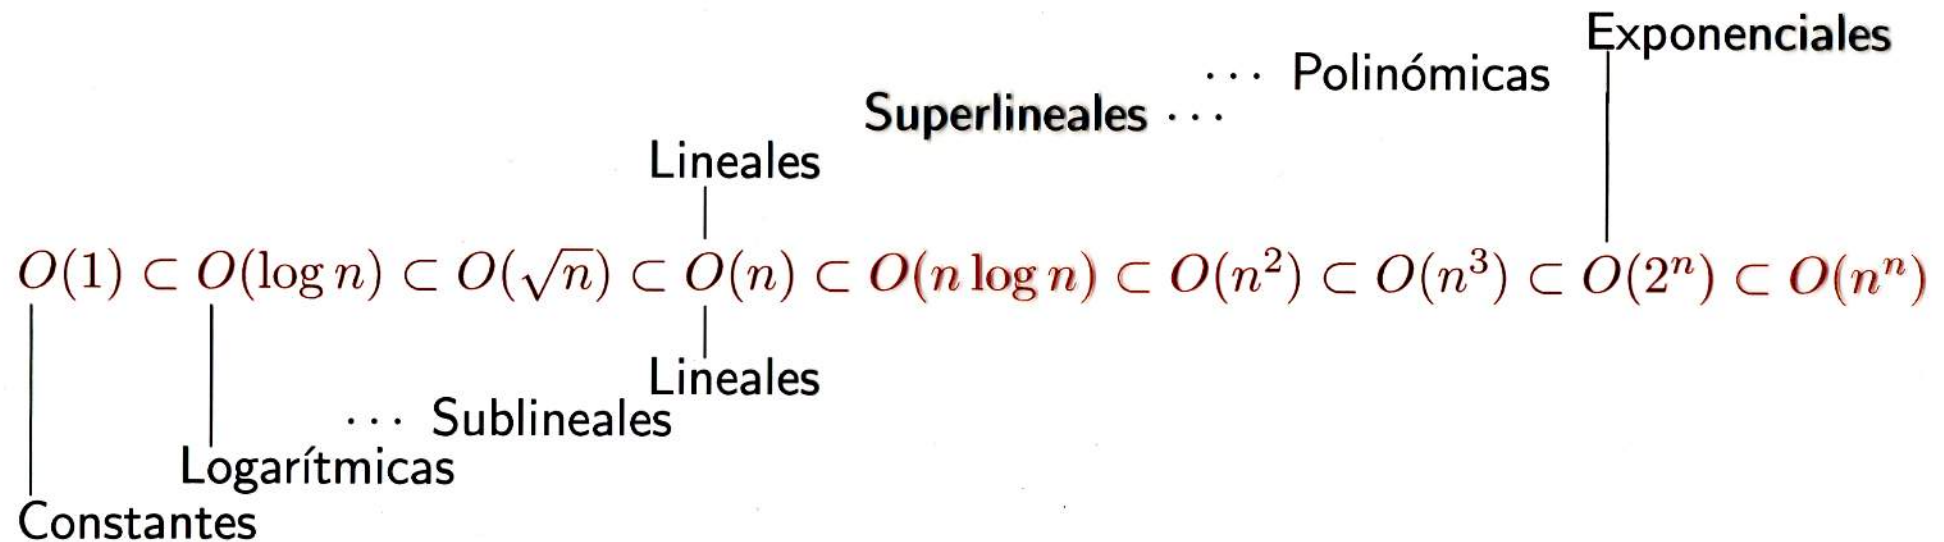 Exponenciales
··· Polinómicas
Superlineales ···
Lineales
O(1) ⊂ O(log n) ⊂ O(√n) ⊂ O(n) ⊂ O(n log n) ⊂ O(n²) ⊂ O(n³) ⊂ O(2ⁿ) ⊂ O(nⁿ)
Lineales
··· Sublineales
Logarítmicas
Constantes